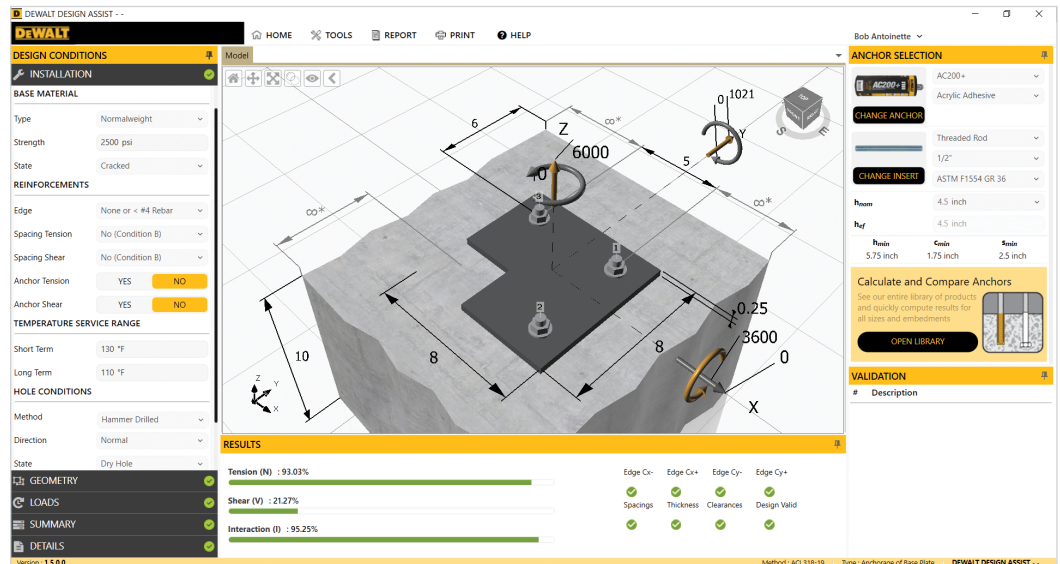 DEWALT DESIGN ASSIST - -
DEWALT
HOME TOOLS REPORT PRINT HELP
Bob Antoinette
DESIGN CONDITIONS
INSTALLATION
BASE MATERIAL
Type Normalweight
Strength 2500 psi
State Cracked
REINFORCEMENTS
Edge None or < #4 Rebar
Spacing Tension No (Condition B)
Spacing Shear No (Condition B)
Anchor Tension YES NO
Anchor Shear YES NO
TEMPERATURE SERVICE RANGE
Short Term 130 °F
Long Term 110 °F
HOLE CONDITIONS
Method Hammer Drilled
Direction Normal
State Dry Hole
GEOMETRY
LOADS
SUMMARY
DETAILS
Version : 1.5.0.0
Model
6
∞*
0 1021
Y
TOP
FRONT
S
E
Z
6000
0
5
∞*
∞*
3
1
2
10
8
8
0.25
3600
0
X
Z
Y
X
RESULTS
Tension (N) : 93.03%
Shear (V) : 21.27%
Interaction (I) : 95.25%
Edge Cx- Edge Cx+ Edge Cy- Edge Cy+
Spacings Thickness Clearances Design Valid
ANCHOR SELECTION
AC200+
AC200+
Acrylic Adhesive
CHANGE ANCHOR
Threaded Rod
1/2"
CHANGE INSERT
ASTM F1554 GR 36
hnom 4.5 inch
hef 4.5 inch
hmin cmin smin
5.75 inch 1.75 inch 2.5 inch
Calculate and Compare Anchors
See our entire library of products
and quickly compute results for
all sizes and embedments
OPEN LIBRARY
VALIDATION
# Description
Method : ACI 318-19 Type : Anchorage of Base Plate DEWALT DESIGN ASSIST - -